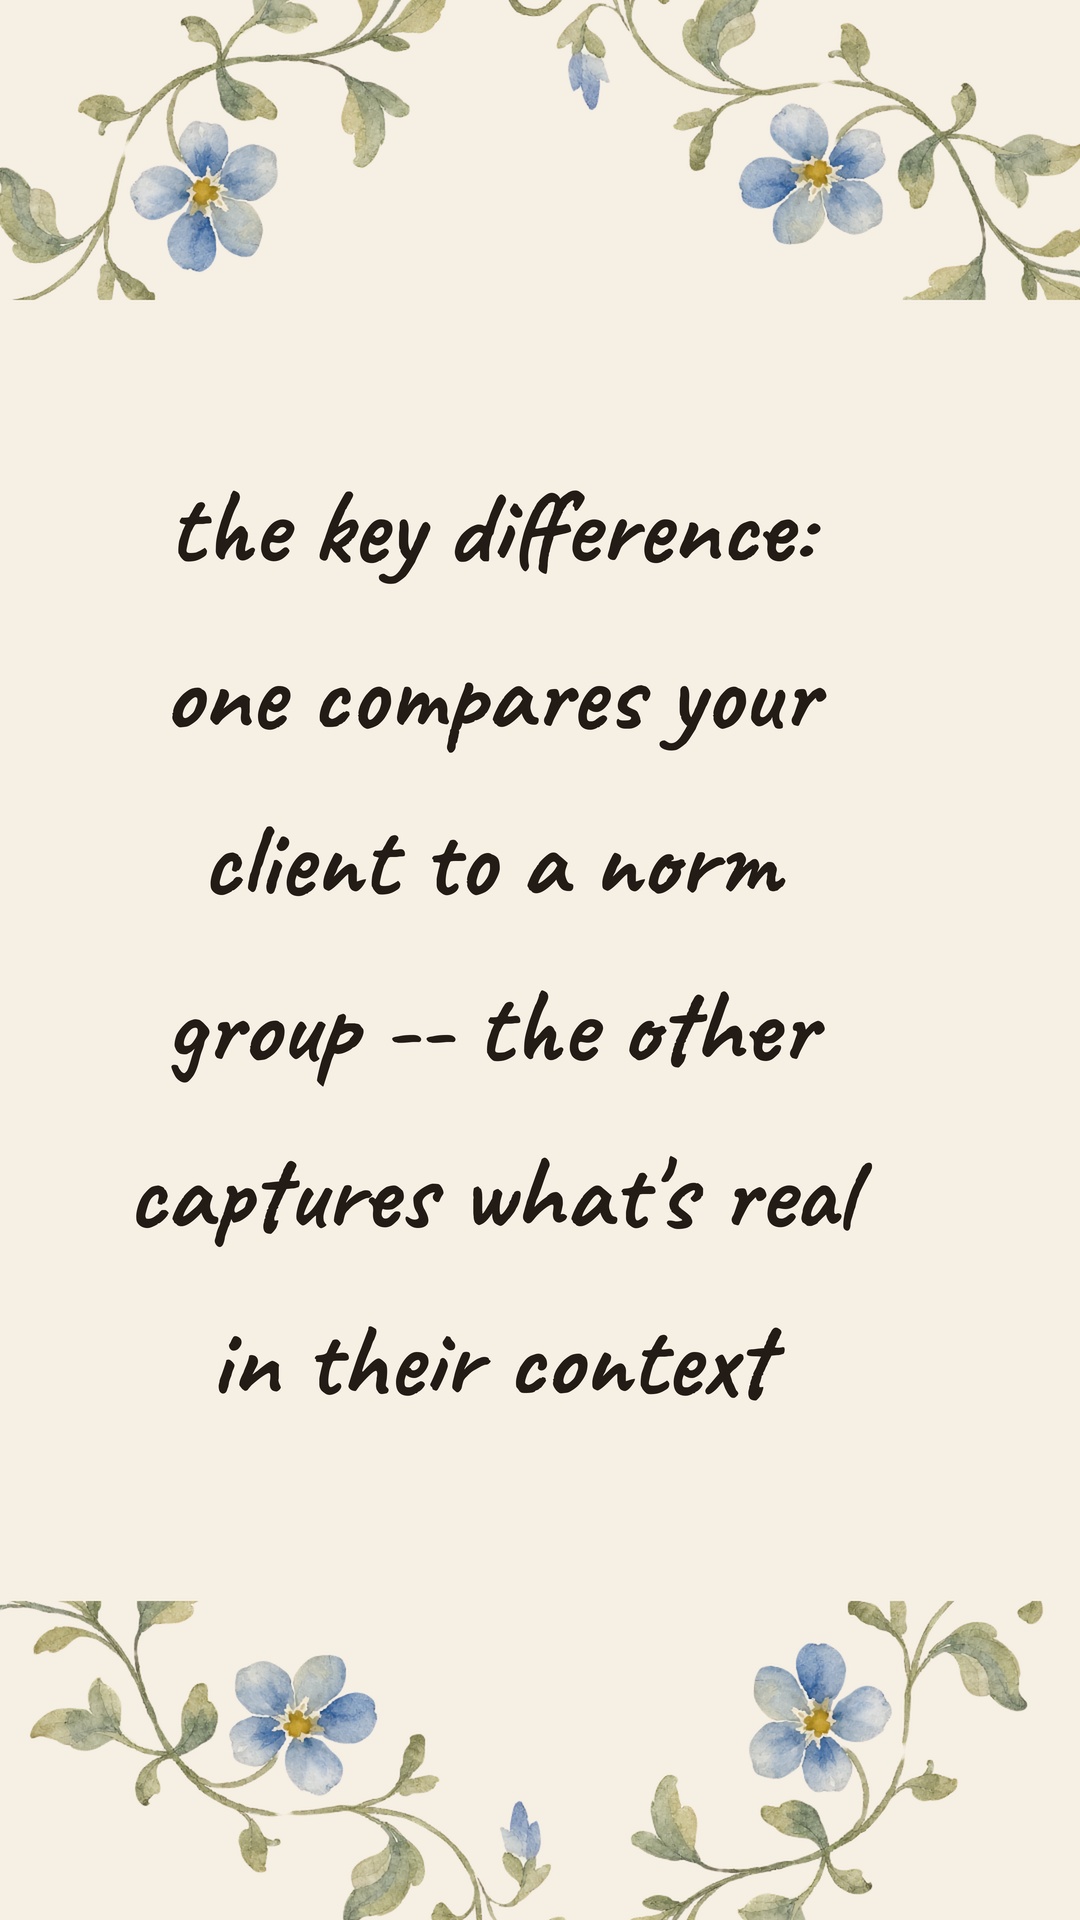 the key difference:
one compares your
client to a norm
group -- the other
captures what's real
in their context